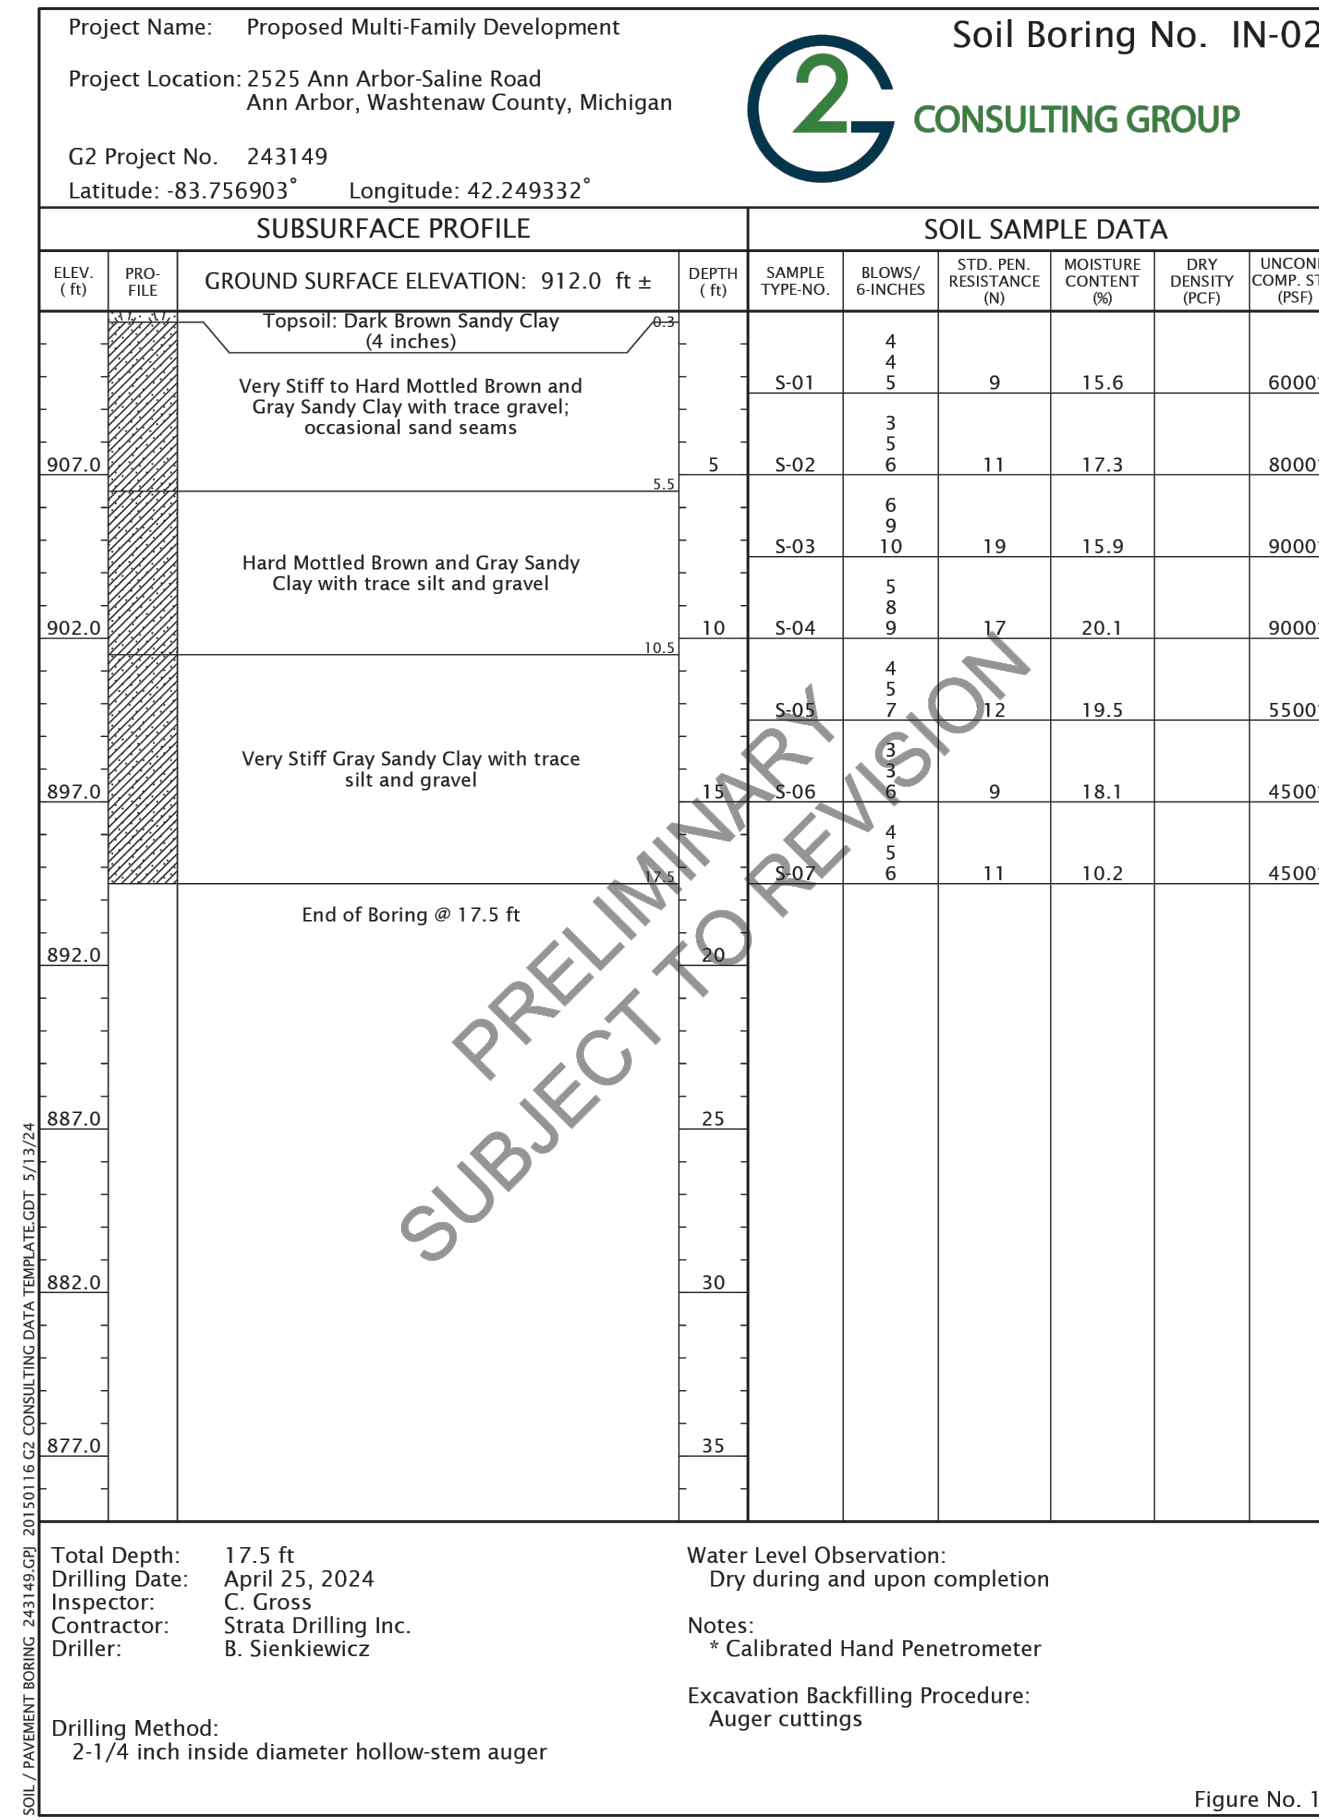 Project Name: Proposed Multi-Family Development
Project Location: 2525 Ann Arbor-Saline Road
Ann Arbor, Washtenaw County, Michigan
G2 Project No. 243149
Latitude: -83.756903° Longitude: 42.249332°
Soil Boring No. IN-02
G2 CONSULTING GROUP
SUBSURFACE PROFILE
SOIL SAMPLE DATA
ELEV. ( ft)
PRO- FILE
GROUND SURFACE ELEVATION: 912.0 ft ±
DEPTH ( ft)
SAMPLE TYPE-NO.
BLOWS/ 6-INCHES
STD. PEN. RESISTANCE (N)
MOISTURE CONTENT (%)
DRY DENSITY (PCF)
UNCON COMP. ST (PSF)
Topsoil: Dark Brown Sandy Clay 0.3
(4 inches)
4
4
S-01 5 9 15.6 6000*
Very Stiff to Hard Mottled Brown and
Gray Sandy Clay with trace gravel;
occasional sand seams
3
5
907.0 5 S-02 6 11 17.3 8000*
5.5
6
9
S-03 10 19 15.9 9000*
Hard Mottled Brown and Gray Sandy
Clay with trace silt and gravel
5
8
902.0 10 S-04 9 17 20.1 9000*
10.5
4
5
S-05 7 12 19.5 5500*
Very Stiff Gray Sandy Clay with trace
silt and gravel
3
3
897.0 15 S-06 6 9 18.1 4500*
4
5
17.5 S-07 6 11 10.2 4500*
End of Boring @ 17.5 ft
892.0 20
887.0 25
882.0 30
877.0 35
PRELIMINARY
SUBJECT TO REVISION
Total Depth: 17.5 ft
Drilling Date: April 25, 2024
Inspector: C. Gross
Contractor: Strata Drilling Inc.
Driller: B. Sienkiewicz
Drilling Method:
2-1/4 inch inside diameter hollow-stem auger
Water Level Observation:
Dry during and upon completion
Notes:
* Calibrated Hand Penetrometer
Excavation Backfilling Procedure:
Auger cuttings
Figure No. 1
SOIL / PAVEMENT BORING 243149.GPJ 20150116 G2 CONSULTING DATA TEMPLATE.GDT 5/13/24